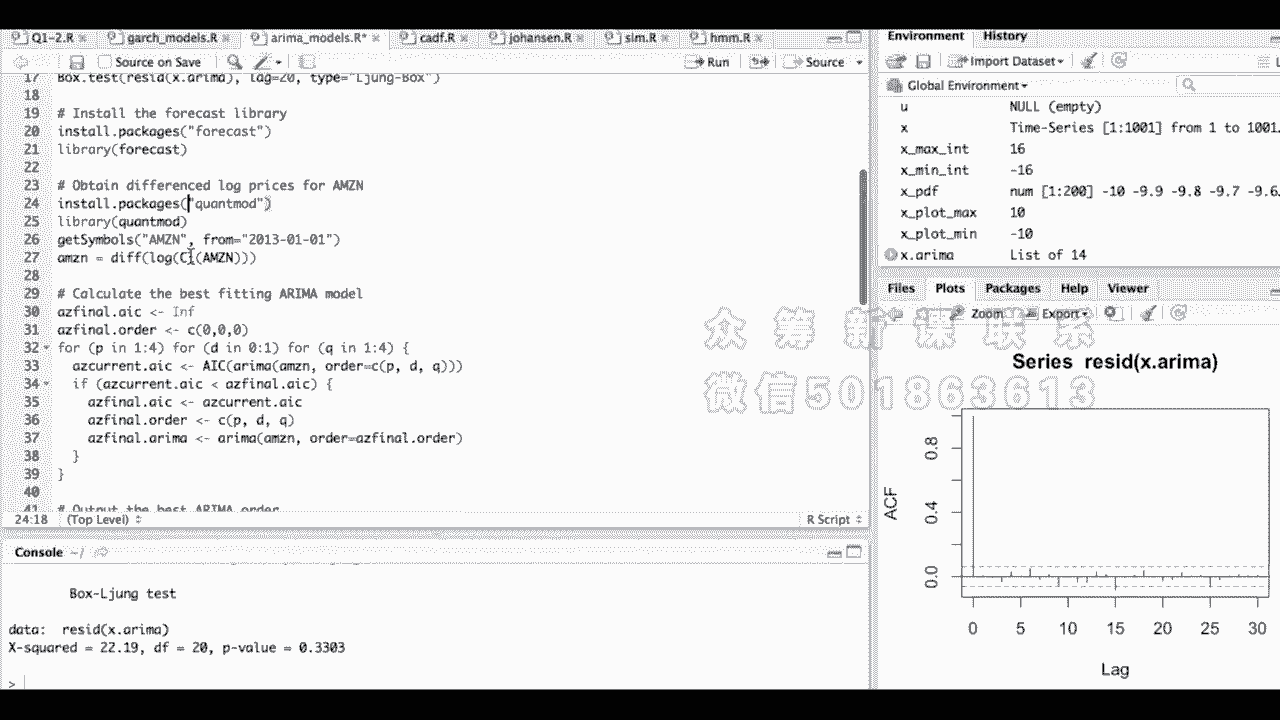 Q1-2.R garch_models.R arima_models.R* cadf.R johansen.R sim.R hmm.R
Source on Save Run Source
17 Box.test(resid(x.arima), lag=20, type="Ljung-Box")
18
19 # Install the forecast library
20 install.packages("forecast")
21 library(forecast)
22
23 # Obtain differenced log prices for AMZN
24 install.packages("quantmod")
25 library(quantmod)
26 getSymbols("AMZN", from="2013-01-01")
27 amzn = diff(log(Cl(AMZN)))
28
29 # Calculate the best fitting ARIMA model
30 azfinal.aic <- Inf
31 azfinal.order <- c(0,0,0)
32 for (p in 1:4) for (d in 0:1) for (q in 1:4) {
33 azcurrent.aic <- AIC(arima(amzn, order=c(p, d, q)))
34 if (azcurrent.aic < azfinal.aic) {
35 azfinal.aic <- azcurrent.aic
36 azfinal.order <- c(p, d, q)
37 azfinal.arima <- arima(amzn, order=azfinal.order)
38 }
39 }
40
41 # Output the best ARIMA order
24:18 (Top Level) R Script
Console ~/
Box-Ljung test
data: resid(x.arima)
X-squared = 22.19, df = 20, p-value = 0.3303
>
Environment History
Import Dataset
Global Environment
u NULL (empty)
x Time-Series [1:1001] from 1 to 1001.
x_max_int 16
x_min_int -16
x_pdf num [1:200] -10 -9.9 -9.8 -9.7 -9.6.
x_plot_max 10
x_plot_min -10
x.arima List of 14
Files Plots Packages Help Viewer
Zoom Export
众筹新课联系
微信501863613
Series resid(x.arima)
ACF
0.8
0.4
0.0
0 5 10 15 20 25 30
Lag